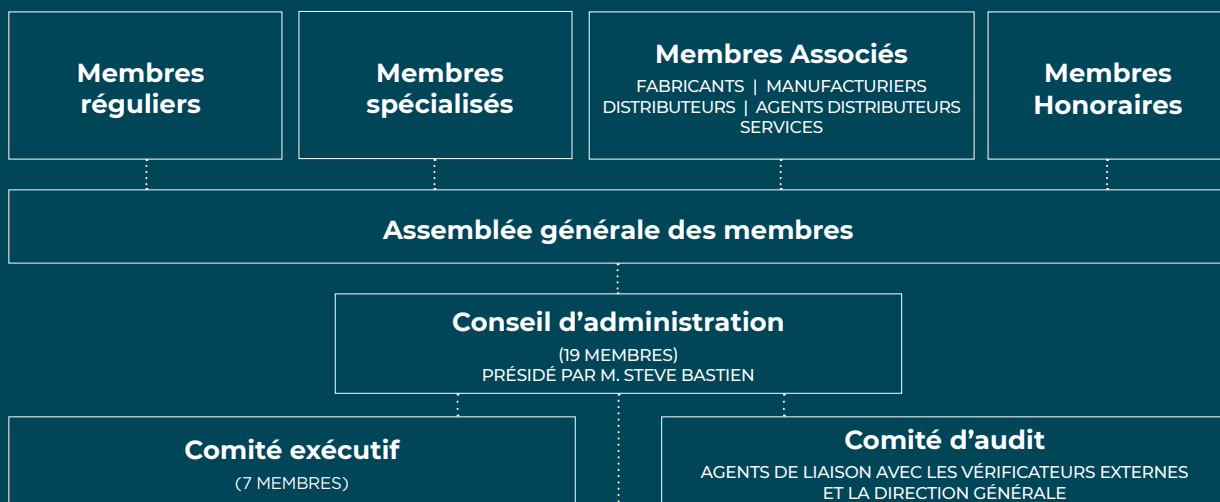 Membres
réguliers
Membres
spécialisés
Membres Associés
FABRICANTS | MANUFACTURIERS
DISTRIBUTEURS | AGENTS DISTRIBUTEURS
SERVICES
Membres
Honoraires
Assemblée générale des membres
Conseil d’administration
(19 MEMBRES)
PRÉSIDÉ PAR M. STEVE BASTIEN
Comité exécutif
(7 MEMBRES)
Comité d’audit
AGENTS DE LIAISON AVEC LES VÉRIFICATEURS EXTERNES
ET LA DIRECTION GÉNÉRALE